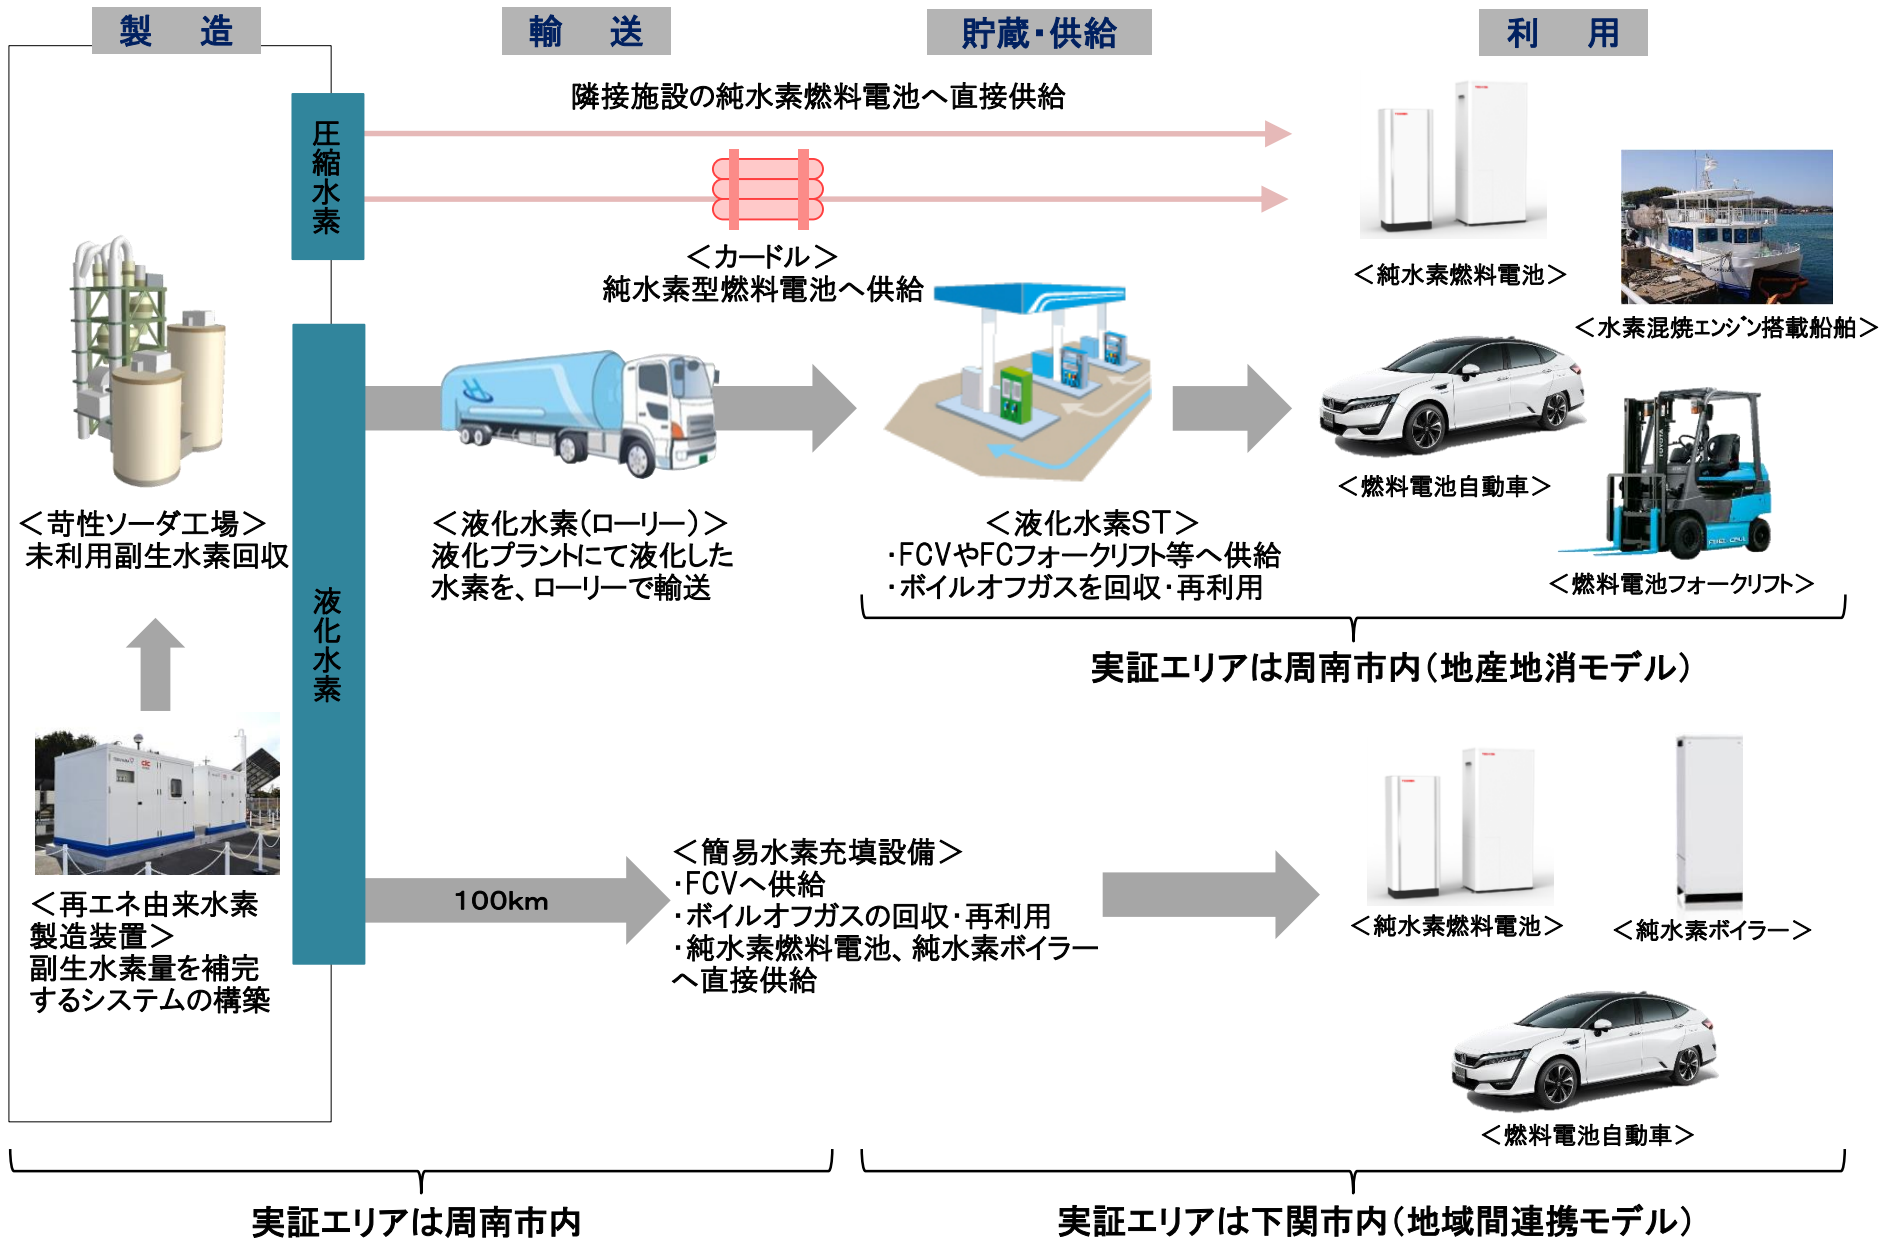 製　造
輸　送
貯蔵・供給
利　用
圧縮水素
隣接施設の純水素燃料電池へ直接供給
＜カードル＞
純水素型燃料電池へ供給
＜純水素燃料電池＞
＜水素混焼ｴﾝｼﾞﾝ搭載船舶＞
液化水素
＜苛性ソーダ工場＞
未利用副生水素回収
＜液化水素（ローリー）＞
液化プラントにて液化した
水素を、ローリーで輸送
＜液化水素ＳＴ＞
・ＦＣＶやＦＣフォークリフト等へ供給
・ボイルオフガスを回収・再利用
＜燃料電池自動車＞
TOYOTA
FUEL CELL
＜燃料電池フォークリフト＞
実証エリアは周南市内（地産地消モデル）
＜再エネ由来水素
製造装置＞
副生水素量を補完
するシステムの構築
１００ｋｍ
＜簡易水素充填設備＞
・ＦＣＶへ供給
・ボイルオフガスの回収・再利用
・純水素燃料電池、純水素ボイラー
へ直接供給
＜純水素燃料電池＞
＜純水素ボイラー＞
＜燃料電池自動車＞
実証エリアは周南市内
実証エリアは下関市内（地域間連携モデル）